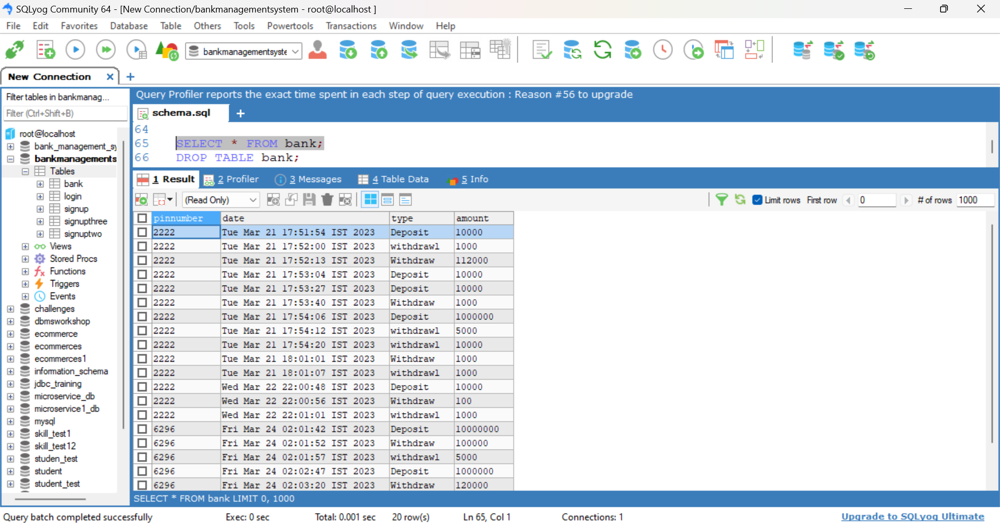 SQLyog Community 64 - [New Connection/bankmanagementsystem - root@localhost ]
File Edit Favorites Database Table Others Tools Powertools Transactions Window Help
bankmanagementsyste
New Connection
Filter tables in bankmanag...
Filter (Ctrl+Shift+B)
root@localhost
bank_management_sy
bankmanagements
Tables
bank
login
signup
signupthree
signuptwo
Views
Stored Procs
Functions
Triggers
Events
challenges
dbmsworkshop
ecommerce
ecommerces
ecommerces1
information_schema
jdbc_training
microservice_db
microservice1_db
mysql
skill_test1
skill_test12
studen_test
student
student_test
Query Profiler reports the exact time spent in each step of query execution : Reason #56 to upgrade
schema.sql
64
65 SELECT * FROM bank;
66 DROP TABLE bank;
1 Result 2 Profiler 3 Messages 4 Table Data 5 Info
(Read Only) Limit rows First row 0 # of rows 1000
pinnumber date type amount
2222 Tue Mar 21 17:51:54 IST 2023 Deposit 10000
2222 Tue Mar 21 17:52:00 IST 2023 withdrawl 1000
2222 Tue Mar 21 17:52:13 IST 2023 Withdraw 112000
2222 Tue Mar 21 17:53:04 IST 2023 Deposit 10000
2222 Tue Mar 21 17:53:27 IST 2023 Deposit 10000
2222 Tue Mar 21 17:53:40 IST 2023 Withdraw 1000
2222 Tue Mar 21 17:54:06 IST 2023 Deposit 1000000
2222 Tue Mar 21 17:54:12 IST 2023 withdrawl 5000
2222 Tue Mar 21 17:54:20 IST 2023 withdrawl 10000
2222 Tue Mar 21 18:01:01 IST 2023 Withdraw 1000
2222 Tue Mar 21 18:01:07 IST 2023 withdrawl 1000
2222 Wed Mar 22 22:00:48 IST 2023 Deposit 10000
2222 Wed Mar 22 22:00:56 IST 2023 Withdraw 100
2222 Wed Mar 22 22:01:01 IST 2023 withdrawl 1000
6296 Fri Mar 24 02:01:42 IST 2023 Deposit 10000000
6296 Fri Mar 24 02:01:52 IST 2023 Withdraw 100000
6296 Fri Mar 24 02:01:57 IST 2023 withdrawl 5000
6296 Fri Mar 24 02:02:47 IST 2023 Deposit 1000000
6296 Fri Mar 24 02:03:20 IST 2023 Withdraw 120000
SELECT * FROM bank LIMIT 0, 1000
Query batch completed successfully Exec: 0 sec Total: 0.001 sec 20 row(s) Ln 65, Col 1 Connections: 1 Upgrade to SQLyog Ultimate